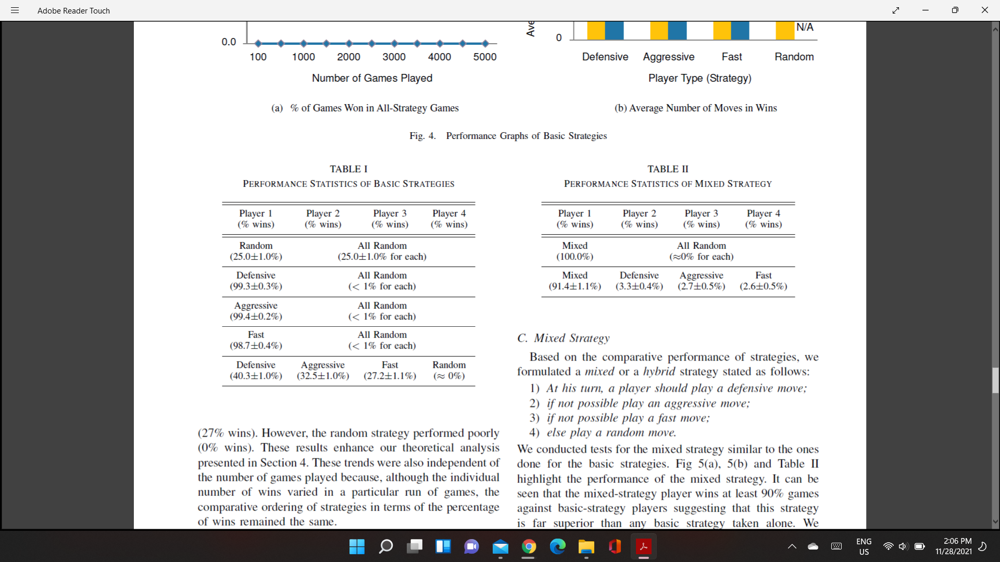 Adobe Reader Touch
0.0
100 1000 2000 3000 4000 5000
Number of Games Played
(a) % of Games Won in All-Strategy Games
Ave
0
N/A
Defensive Aggressive Fast Random
Player Type (Strategy)
(b) Average Number of Moves in Wins
Fig. 4. Performance Graphs of Basic Strategies
TABLE I
PERFORMANCE STATISTICS OF BASIC STRATEGIES
Player 1 Player 2 Player 3 Player 4
(% wins) (% wins) (% wins) (% wins)
Random All Random
(25.0±1.0%) (25.0±1.0% for each)
Defensive All Random
(99.3±0.3%) (< 1% for each)
Aggressive All Random
(99.4±0.2%) (< 1% for each)
Fast All Random
(98.7±0.4%) (< 1% for each)
Defensive Aggressive Fast Random
(40.3±1.0%) (32.5±1.0%) (27.2±1.1%) (≈ 0%)
(27% wins). However, the random strategy performed poorly
(0% wins). These results enhance our theoretical analysis
presented in Section 4. These trends were also independent of
the number of games played because, although the individual
number of wins varied in a particular run of games, the
comparative ordering of strategies in terms of the percentage
of wins remained the same.
TABLE II
PERFORMANCE STATISTICS OF MIXED STRATEGY
Player 1 Player 2 Player 3 Player 4
(% wins) (% wins) (% wins) (% wins)
Mixed All Random
(100.0%) (≈0% for each)
Mixed Defensive Aggressive Fast
(91.4±1.1%) (3.3±0.4%) (2.7±0.5%) (2.6±0.5%)
C. Mixed Strategy
Based on the comparative performance of strategies, we
formulated a mixed or a hybrid strategy stated as follows:
1) At his turn, a player should play a defensive move;
2) if not possible play an aggressive move;
3) if not possible play a fast move;
4) else play a random move.
We conducted tests for the mixed strategy similar to the ones
done for the basic strategies. Fig 5(a), 5(b) and Table II
highlight the performance of the mixed strategy. It can be
seen that the mixed-strategy player wins at least 90% games
against basic-strategy players suggesting that this strategy
is far superior than any basic strategy taken alone. We
ENG
US
2:06 PM
11/28/2021